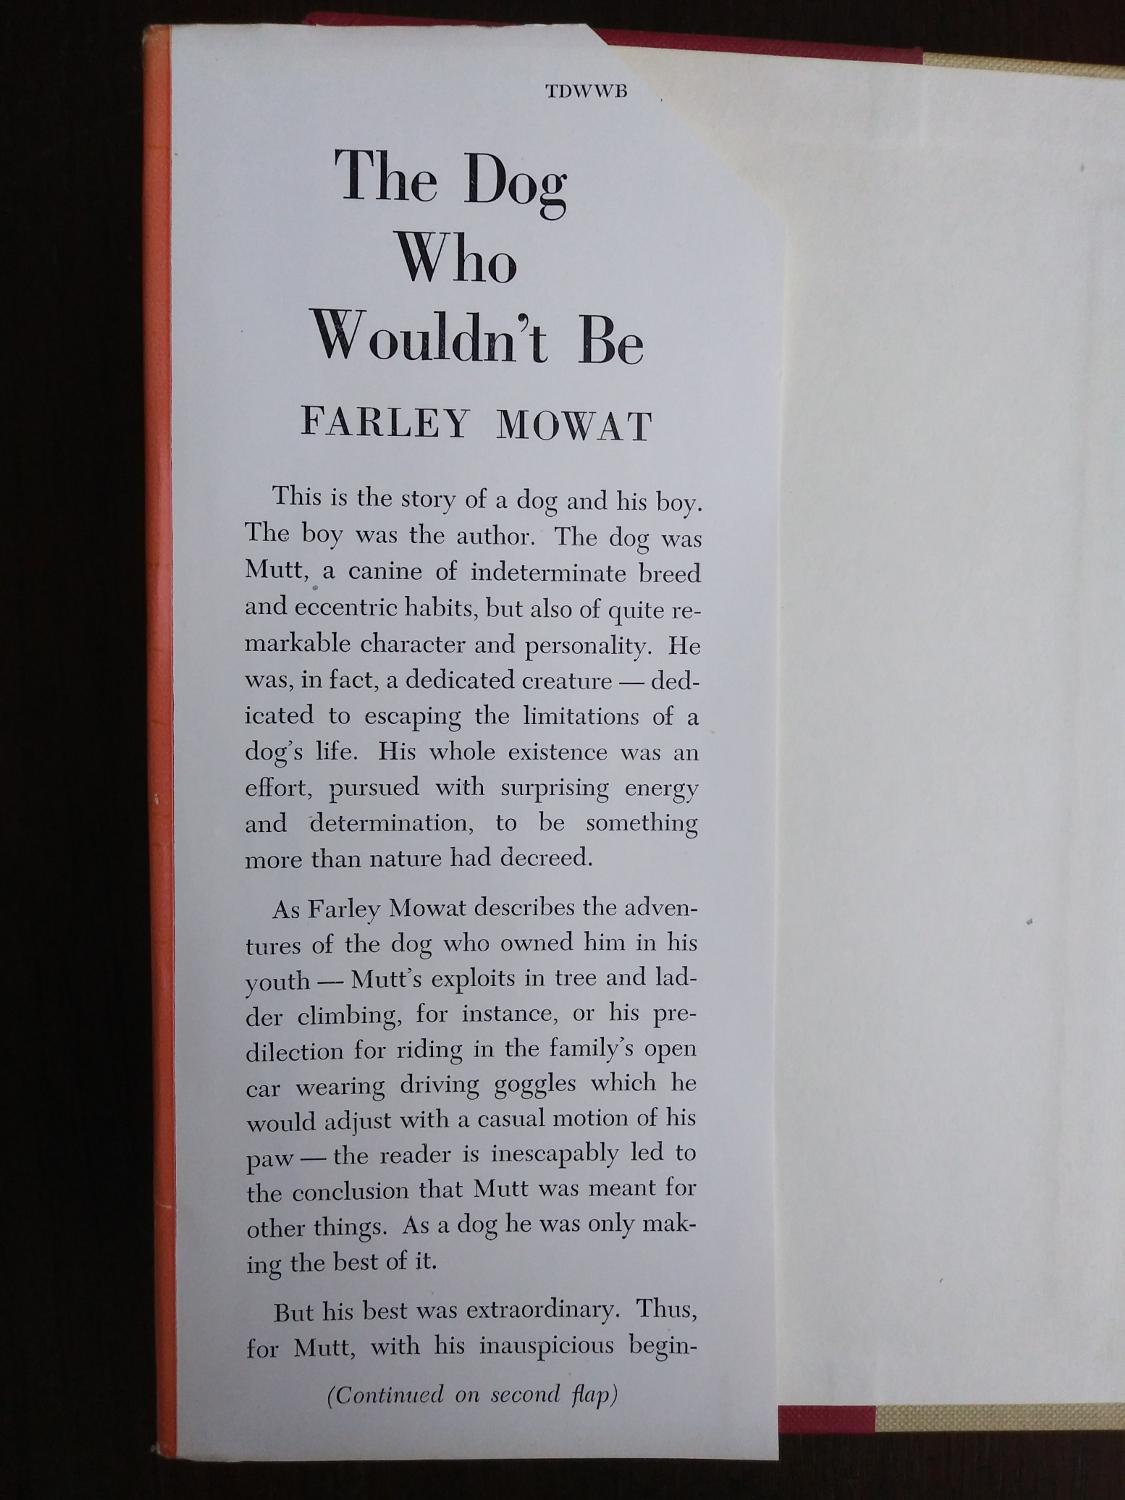 TDWWB
The Dog
Who
Wouldn't Be
FARLEY MOWAT
This is the story of a dog and his boy.
The boy was the author. The dog was
Mutt, a canine of indeterminate breed
and eccentric habits, but also of quite re-
markable character and personality. He
was, in fact, a dedicated creature — ded-
icated to escaping the limitations of a
dog's life. His whole existence was an
effort, pursued with surprising energy
and determination, to be something
more than nature had decreed.
As Farley Mowat describes the adven-
tures of the dog who owned him in his
youth — Mutt's exploits in tree and lad-
der climbing, for instance, or his pre-
dilection for riding in the family's open
car wearing driving goggles which he
would adjust with a casual motion of his
paw — the reader is inescapably led to
the conclusion that Mutt was meant for
other things. As a dog he was only mak-
ing the best of it.
But his best was extraordinary. Thus,
for Mutt, with his inauspicious begin-
(Continued on second flap)